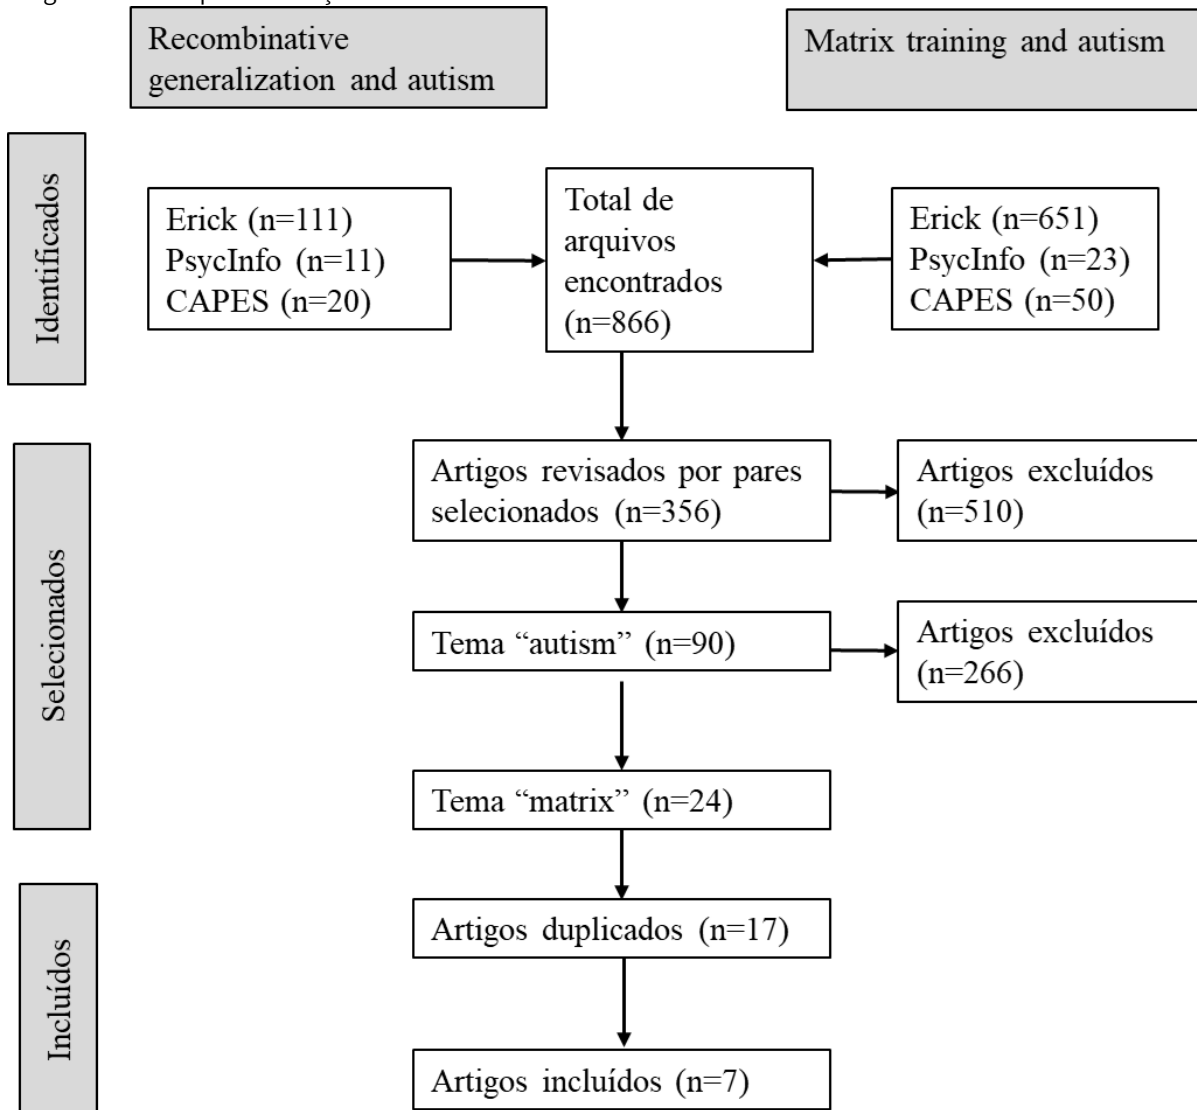 Recombinative
generalization and autism
Matrix training and autism
Identificados
Erick (n=111)
PsycInfo (n=11)
CAPES (n=20)
Total de
arquivos
encontrados
(n=866)
Erick (n=651)
PsycInfo (n=23)
CAPES (n=50)
Selecionados
Artigos revisados por pares
selecionados (n=356)
Artigos excluídos
(n=510)
Tema “autism” (n=90)
Artigos excluídos
(n=266)
Tema “matrix” (n=24)
Incluídos
Artigos duplicados (n=17)
Artigos incluídos (n=7)